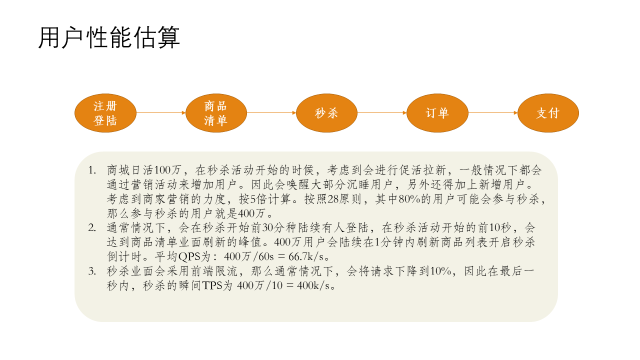 用户性能估算
注册
登陆
商品
清单
秒杀
订单
支付
1. 商城日活100万，在秒杀活动开始的时候，考虑到会进行促活拉新，一般情况下都会
通过营销活动来增加用户。因此会唤醒大部分沉睡用户，另外还得加上新增用户。
考虑到商家营销的力度，按5倍计算。按照28原则，其中80%的用户可能会参与秒杀，
那么参与秒杀的用户就是400万。
2. 通常情况下，会在秒杀开始前30分种陆续有人登陆，在秒杀活动开始的前10秒，会
达到商品清单业面刷新的峰值。400万用户会陆续在1分钟内刷新商品列表开启秒杀
倒计时。平均QPS为：400万/60s = 66.7k/s。
3. 秒杀业面会采用前端限流，那么通常情况下，会将请求下降到10%，因此在最后一
秒内，秒杀的瞬间TPS为 400万/10 = 400k/s。